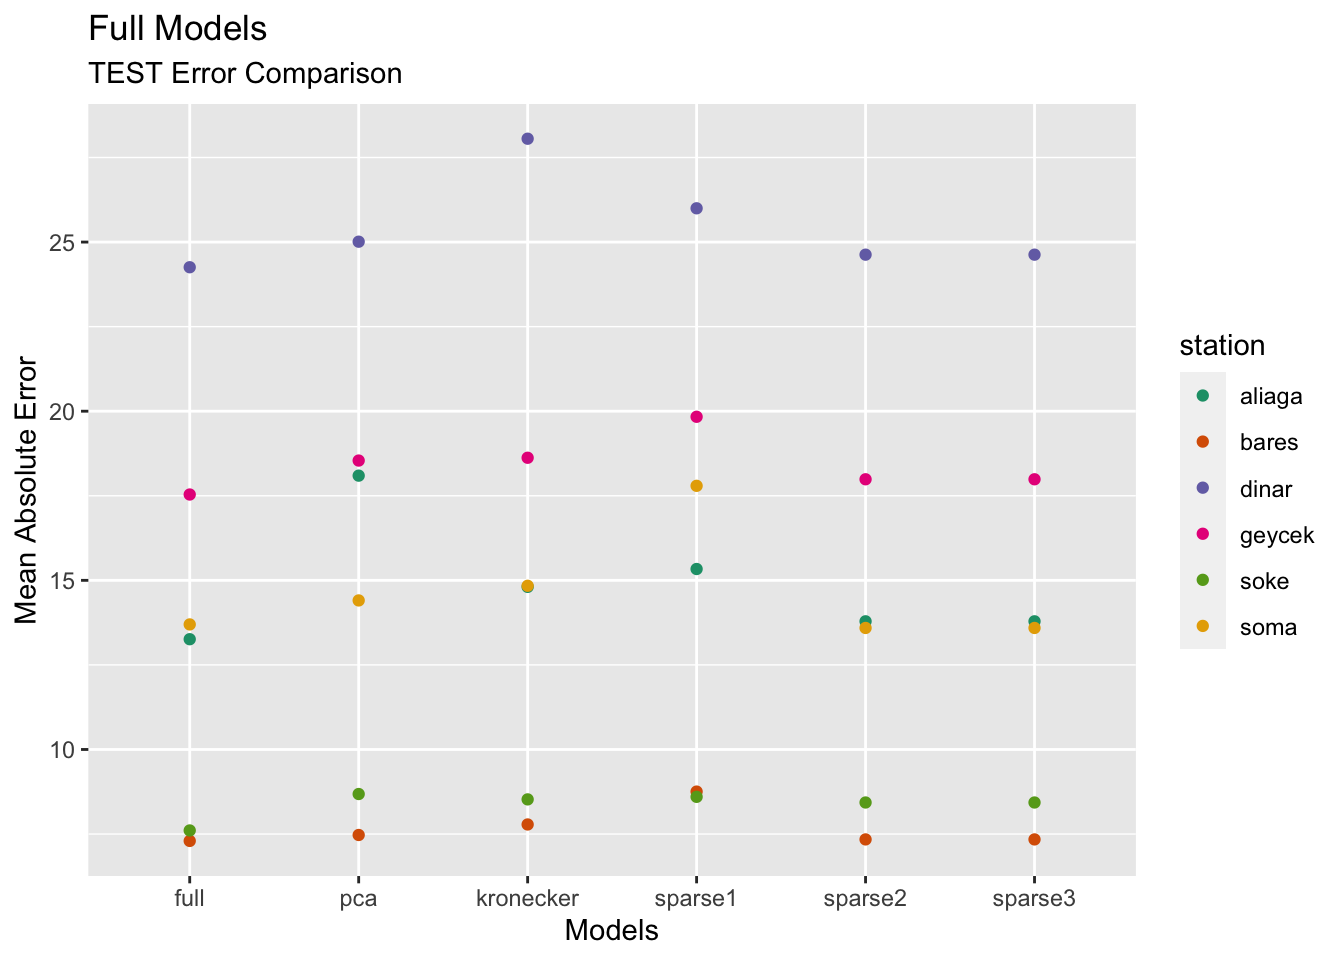 Full Models
TEST Error Comparison
Mean Absolute Error
25
20
15
10
full pca kronecker sparse1 sparse2 sparse3
Models
station
aliaga
bares
dinar
geycek
soke
soma